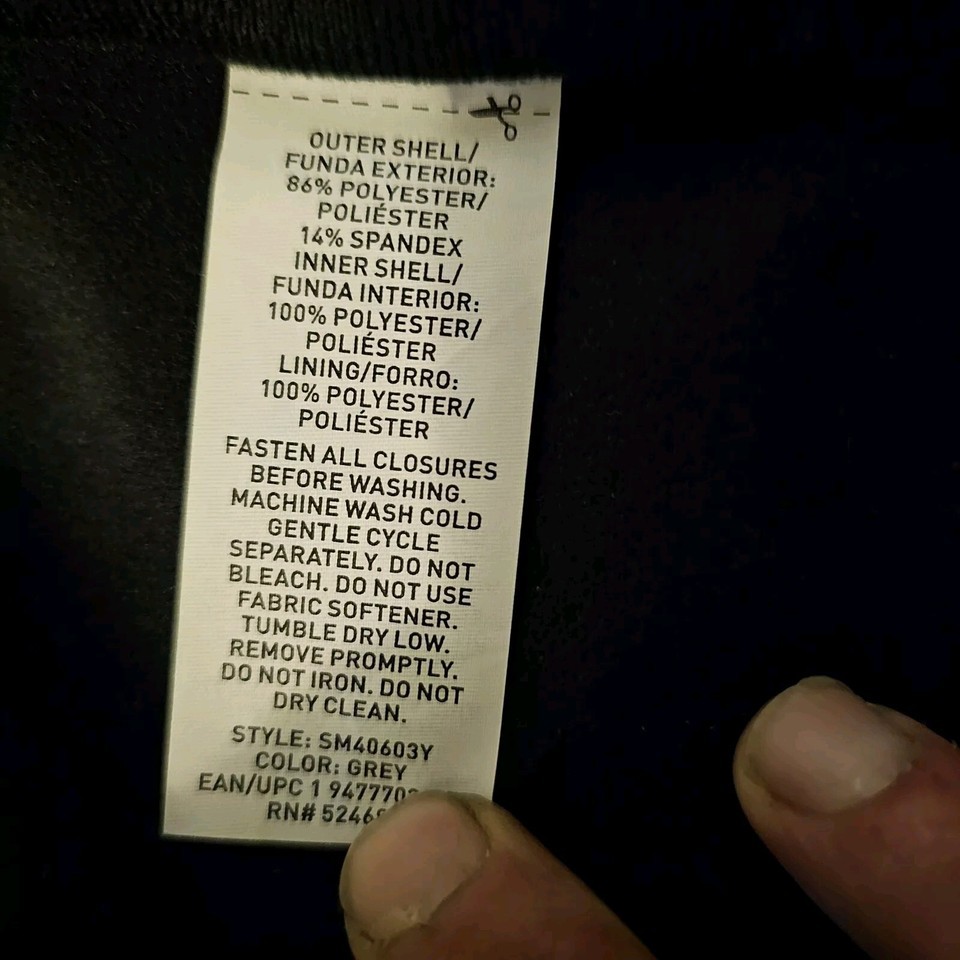 OUTER SHELL/
FUNDA EXTERIOR:
86% POLYESTER/
POLIÉSTER
14% SPANDEX
INNER SHELL/
FUNDA INTERIOR:
100% POLYESTER/
POLIÉSTER
LINING/FORRO:
100% POLYESTER/
POLIÉSTER
FASTEN ALL CLOSURES
BEFORE WASHING.
MACHINE WASH COLD
GENTLE CYCLE
SEPARATELY. DO NOT
BLEACH. DO NOT USE
FABRIC SOFTENER.
TUMBLE DRY LOW.
REMOVE PROMPTLY.
DO NOT IRON. DO NOT
DRY CLEAN.
STYLE: SM40603Y
COLOR: GREY
EAN/UPC 1
RN#